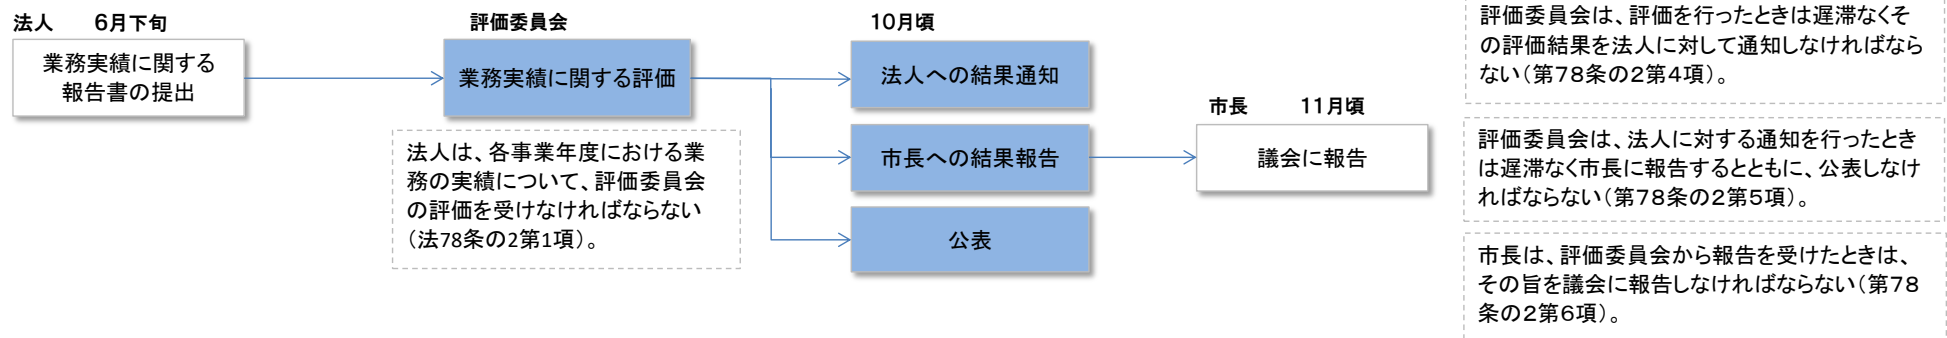 法人　　6月下旬
業務実績に関する
報告書の提出
評価委員会
業務実績に関する評価
法人は、各事業年度における業
務の実績について、評価委員会
の評価を受けなければならない
（法78条の2第1項）。
10月頃
法人への結果通知
市長への結果報告
公表
市長　　　11月頃
議会に報告
評価委員会は、評価を行ったときは遅滞なくそ
の評価結果を法人に対して通知しなければなら
ない（第７８条の２第４項）。
評価委員会は、法人に対する通知を行ったとき
は遅滞なく市長に報告するとともに、公表しなけ
ればならない（第７８条の２第５項）。
市長は、評価委員会から報告を受けたときは、
その旨を議会に報告しなければならない（第７８
条の２第６項）。